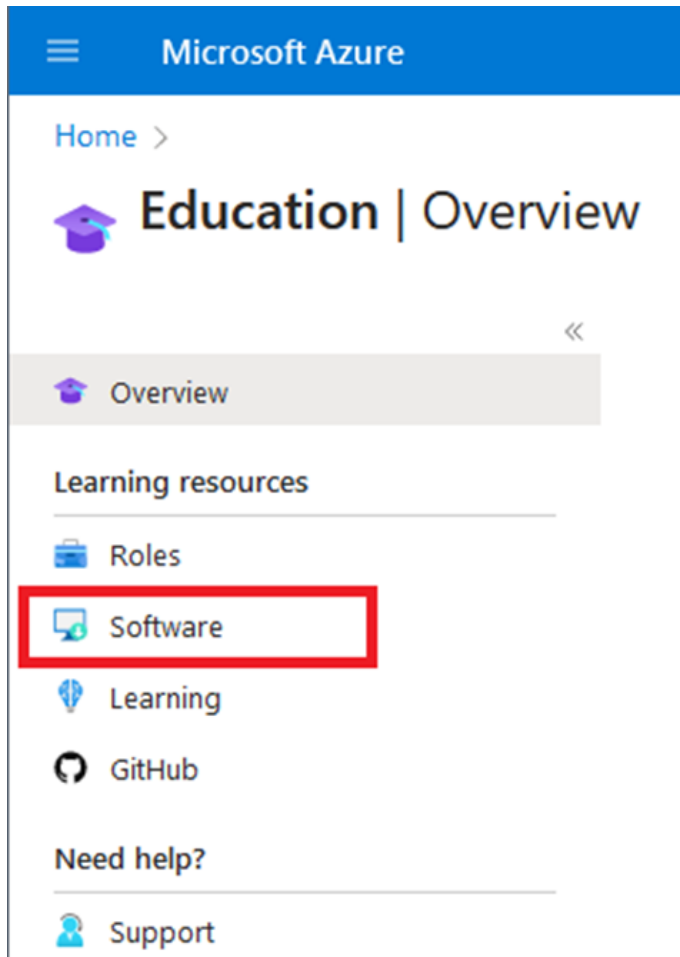 Microsoft Azure
Home >
Education | Overview
«
Overview
Learning resources
Roles
Software
Learning
GitHub
Need help?
Support